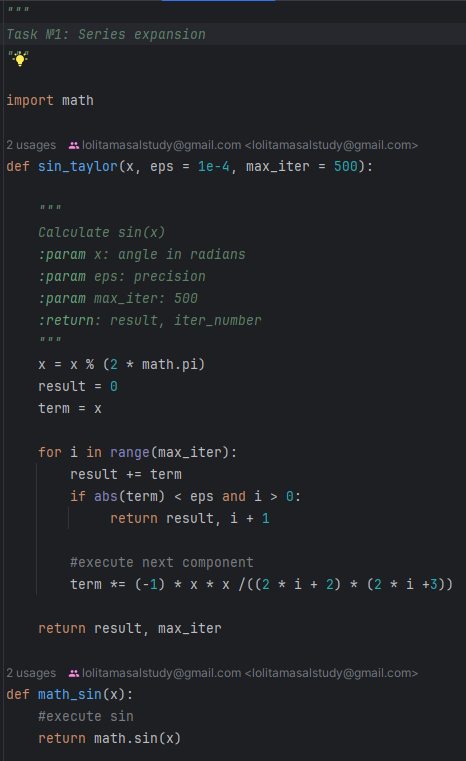 """
Task №1: Series expansion
"""
import math
2 usages lolitamasalstudy@gmail.com <lolitamasalstudy@gmail.com>
def sin_taylor(x, eps = 1e-4, max_iter = 500):
"""
Calculate sin(x)
:param x: angle in radians
:param eps: precision
:param max_iter: 500
:return: result, iter_number
"""
x = x % (2 * math.pi)
result = 0
term = x
for i in range(max_iter):
result += term
if abs(term) < eps and i > 0:
return result, i + 1
#execute next component
term *= (-1) * x * x /((2 * i + 2) * (2 * i +3))
return result, max_iter
2 usages lolitamasalstudy@gmail.com <lolitamasalstudy@gmail.com>
def math_sin(x):
#execute sin
return math.sin(x)